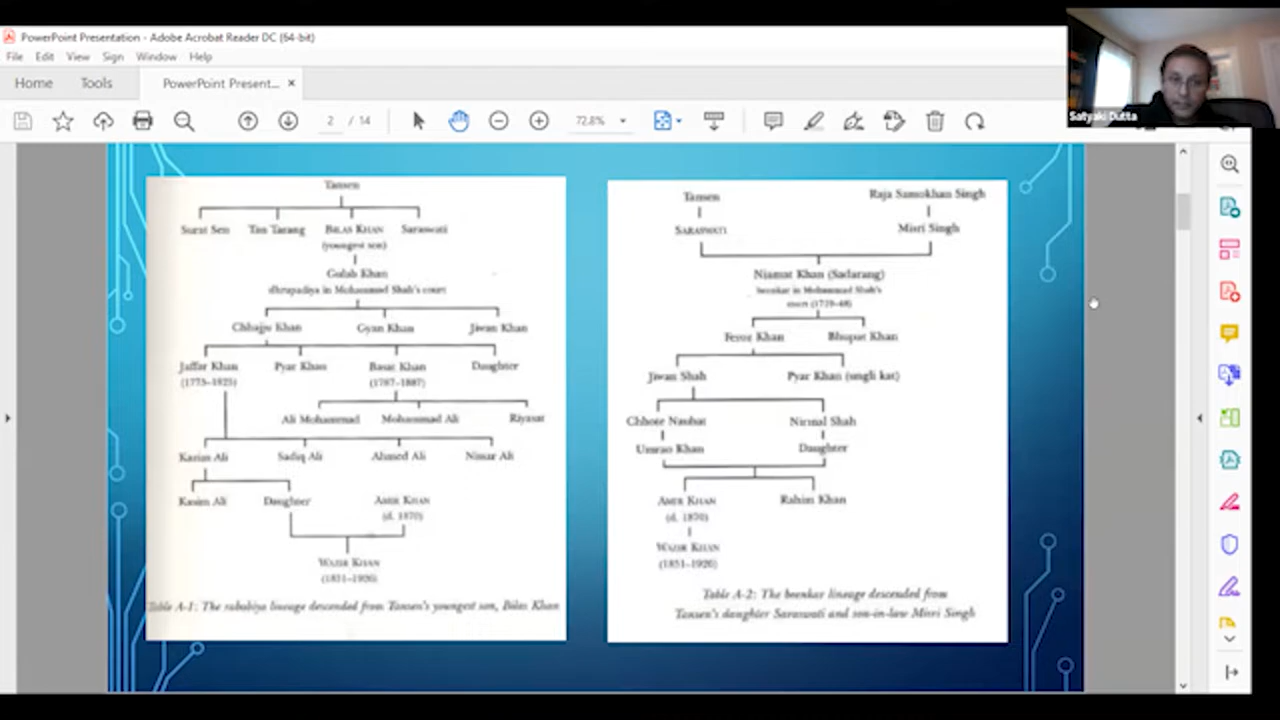 PowerPoint Presentation - Adobe Acrobat Reader DC (64-bit)
File Edit View Sign Window Help
Home Tools PowerPoint Present... ×
2 / 14 72.8%
Satyaki Dutta
Tansen
Surat Sen Tan Tarang BILAS KHAN Saraswati
(youngest son)
Gulab Khan
dhrupadiya in Mohammad Shah's court
Chhajju Khan Gyan Khan Jiwan Khan
Jaffar Khan Pyar Khan Basat Khan Daughter
(1775–1825) (1787–1887)
Ali Mohammad Mohammad Ali Riyasat
Kazim Ali Sadiq Ali Ahmed Ali Nissar Ali
Kasim Ali Daughter AMIR KHAN
(d. 1870)
WAZIR KHAN
(1851–1926)
Table A-1: The rababiya lineage descended from Tansen's youngest son, Bilas Khan
Tansen Raja Samokhan Singh
SARASWATI Misri Singh
Niamat Khan (Sadarang)
beenkar in Mohammad Shah's
court (1719–48)
Feroz Khan Bhupat Khan
Jiwan Shah Pyar Khan (ungli kat)
Chhote Naubat Nirmal Shah
Umrao Khan Daughter
AMIR KHAN Rahim Khan
(d. 1870)
WAZIR KHAN
(1851–1926)
Table A-2: The beenkar lineage descended from
Tansen's daughter Saraswati and son-in-law Misri Singh